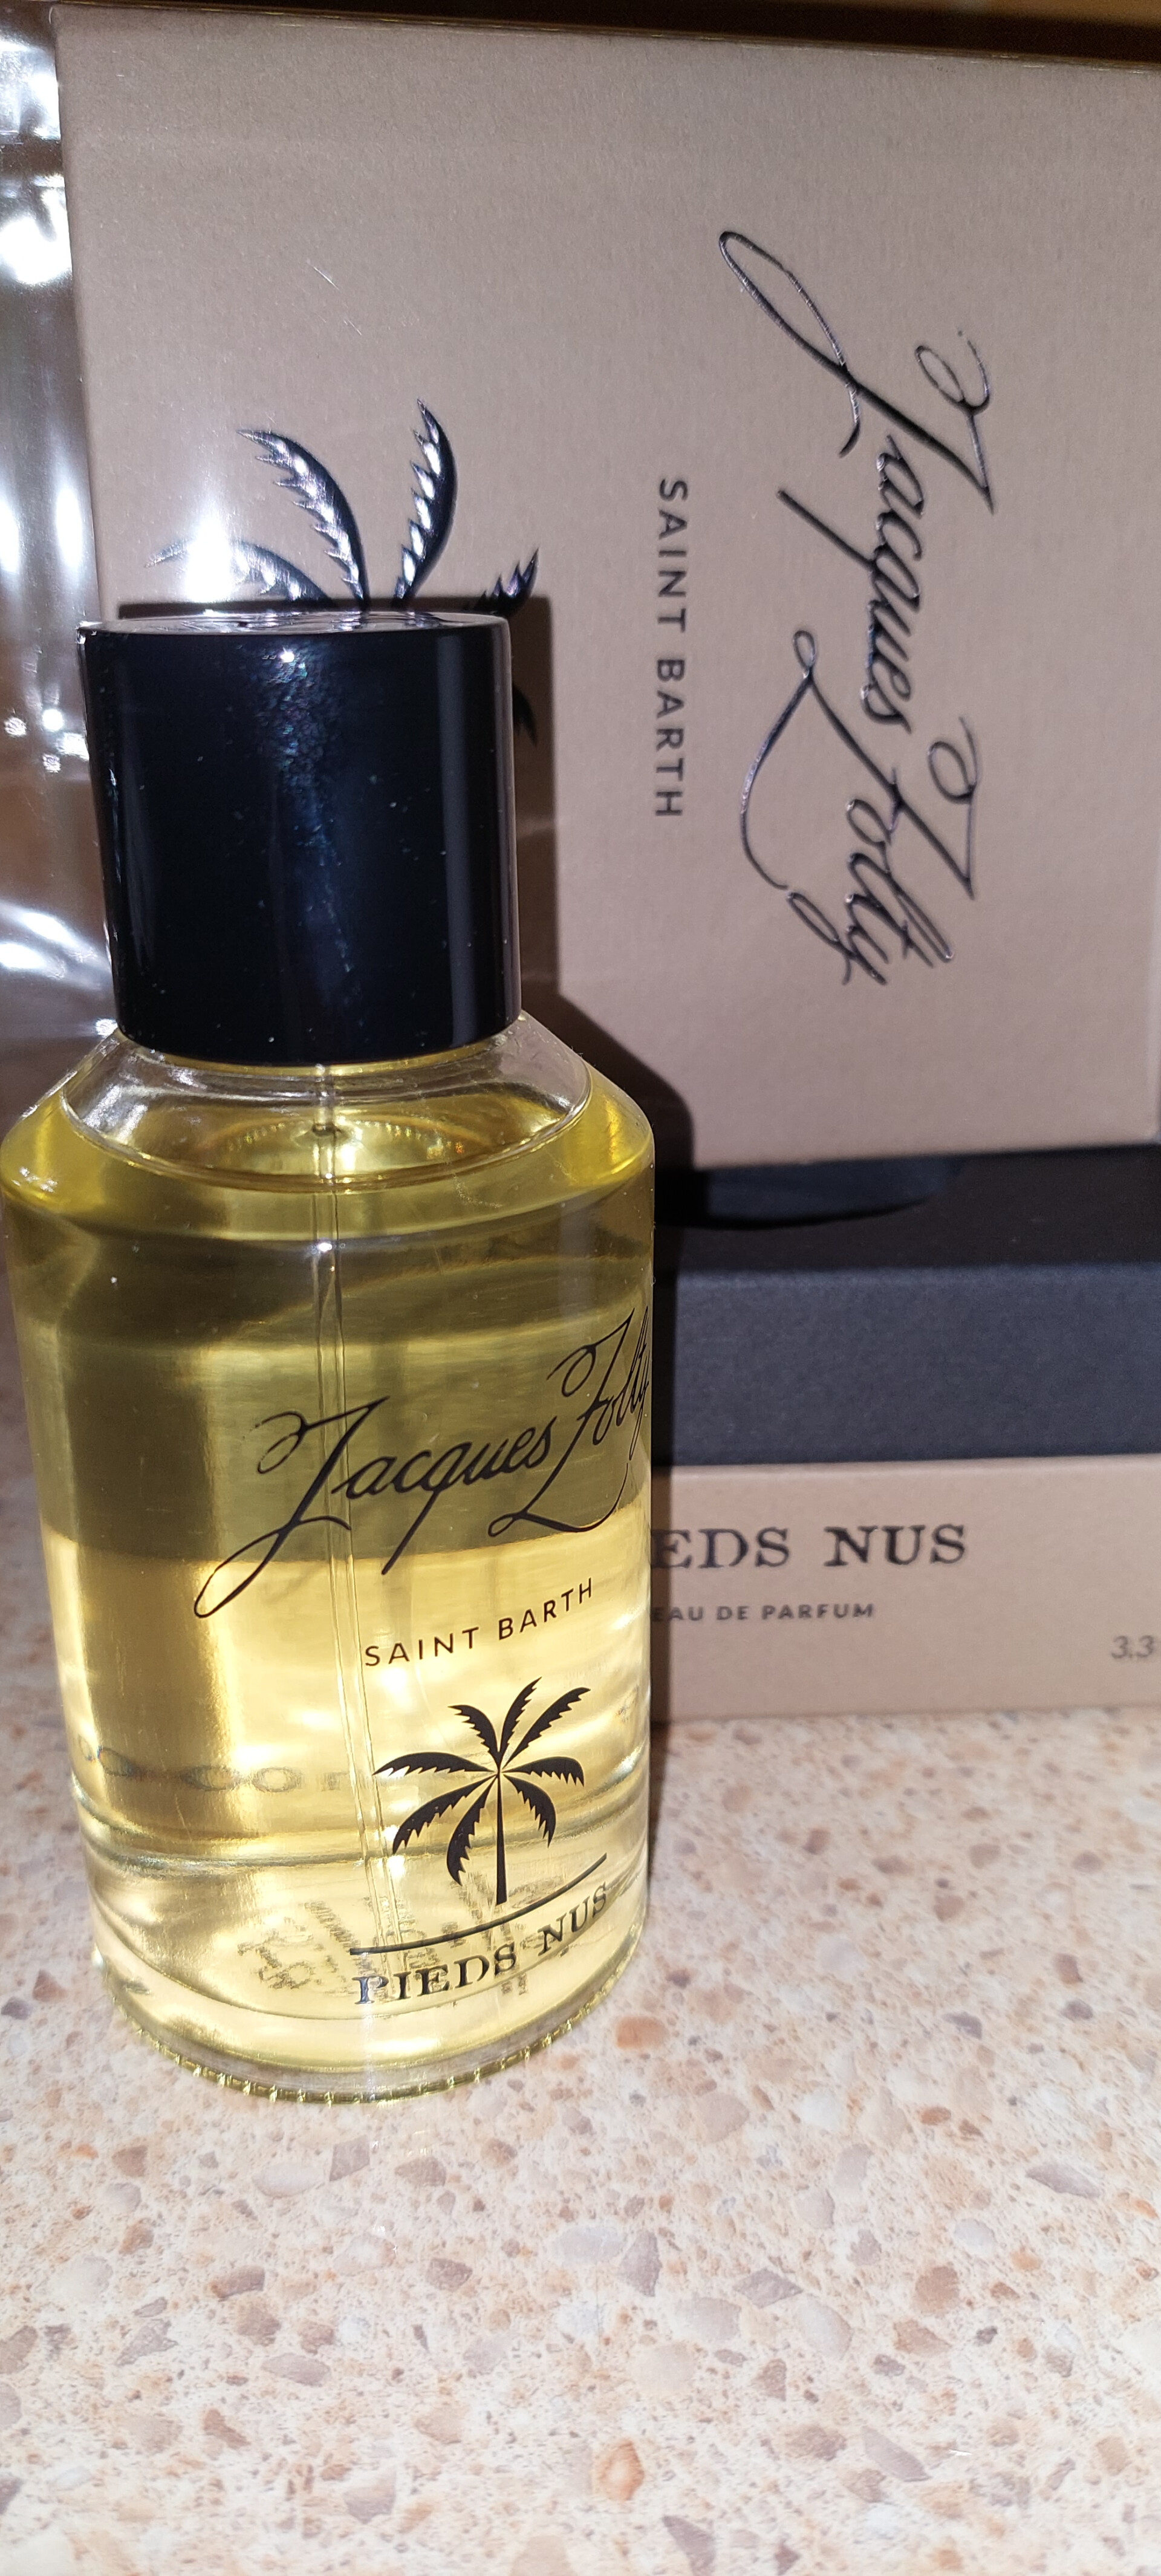 Jacques Zolty
SAINT BARTH
Jacques Zolty
SAINT BARTH
PIEDS NUS
EDS NUS
EAU DE PARFUM
3.3